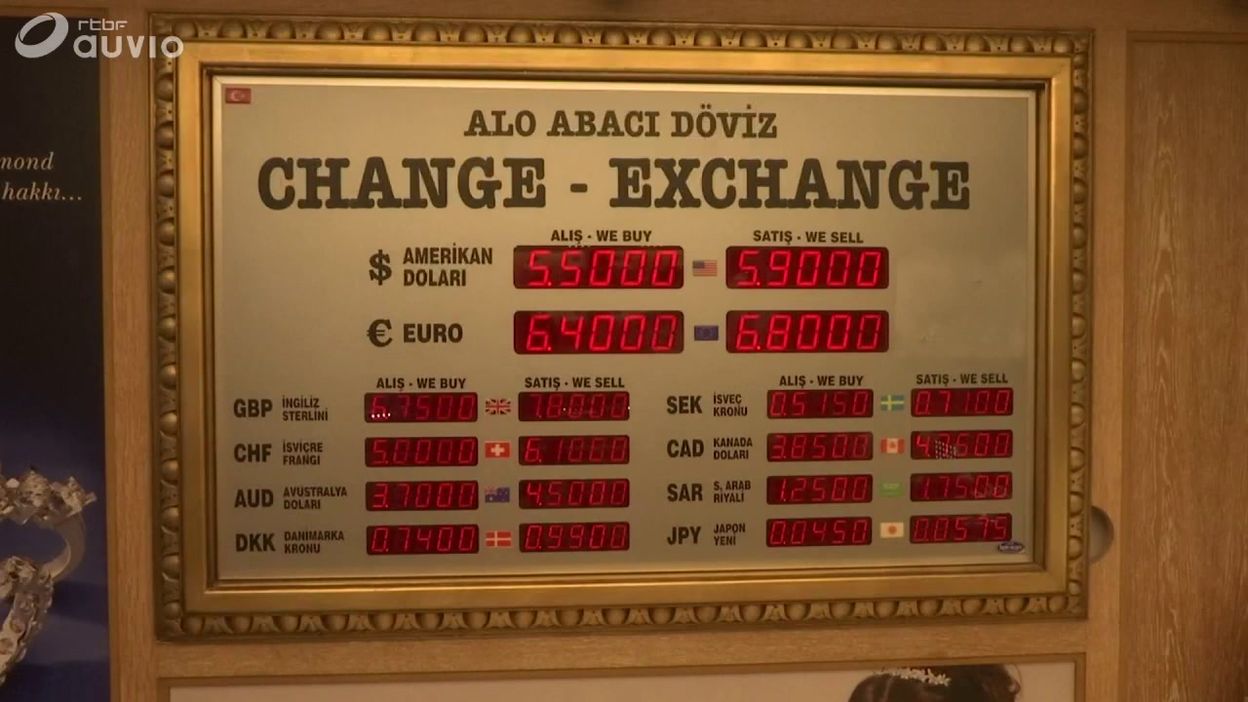 rtbf
auvio
mond
hakkı...
ALO ABACI DÖVİZ
CHANGE - EXCHANGE
ALIŞ - WE BUY SATIŞ - WE SELL
$ AMERİKAN DOLARI 5.5000 5.9000
€ EURO 6.4000 6.8000
ALIŞ - WE BUY SATIŞ - WE SELL
GBP İNGİLİZ STERLİNİ 6.7500 7.8000
CHF İSVİÇRE FRANGI 5.0000 6.1000
AUD AVUSTRALYA DOLARI 3.7000 4.5000
DKK DANİMARKA KRONU 0.7400 0.9900
ALIŞ - WE BUY SATIŞ - WE SELL
SEK İSVEÇ KRONU 0.5150 0.7100
CAD KANADA DOLARI 3.8500 4.7600
SAR S. ARAB RİYALİ 1.2500 1.7500
JPY JAPON YENİ 0.0450 0.0575